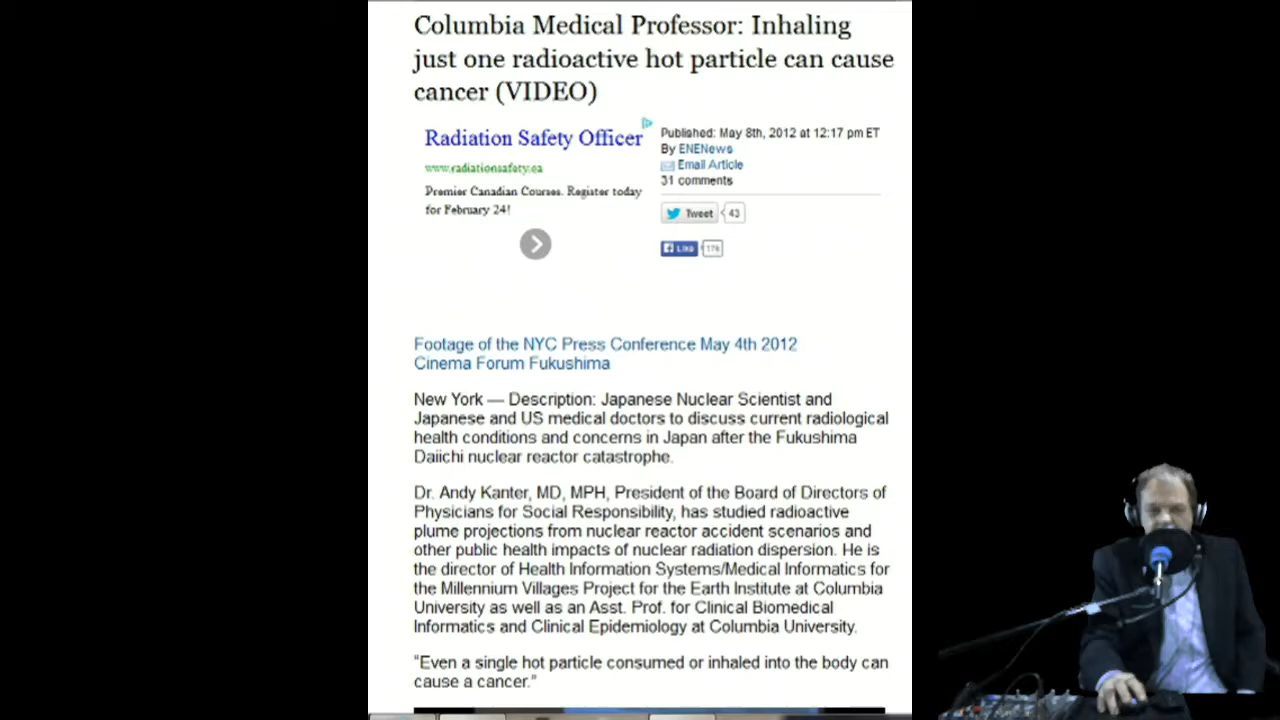 Columbia Medical Professor: Inhaling
just one radioactive hot particle can cause
cancer (VIDEO)
Radiation Safety Officer
www.radiationsafety.ca
Premier Canadian Courses. Register today
for February 24!
Published: May 8th, 2012 at 12:17 pm ET
By ENENews
Email Article
31 comments
Tweet 43
Like 176
Footage of the NYC Press Conference May 4th 2012
Cinema Forum Fukushima
New York — Description: Japanese Nuclear Scientist and
Japanese and US medical doctors to discuss current radiological
health conditions and concerns in Japan after the Fukushima
Daiichi nuclear reactor catastrophe.
Dr. Andy Kanter, MD, MPH, President of the Board of Directors of
Physicians for Social Responsibility, has studied radioactive
plume projections from nuclear reactor accident scenarios and
other public health impacts of nuclear radiation dispersion. He is
the director of Health Information Systems/Medical Informatics for
the Millennium Villages Project for the Earth Institute at Columbia
University as well as an Asst. Prof. for Clinical Biomedical
Informatics and Clinical Epidemiology at Columbia University.
“Even a single hot particle consumed or inhaled into the body can
cause a cancer.”